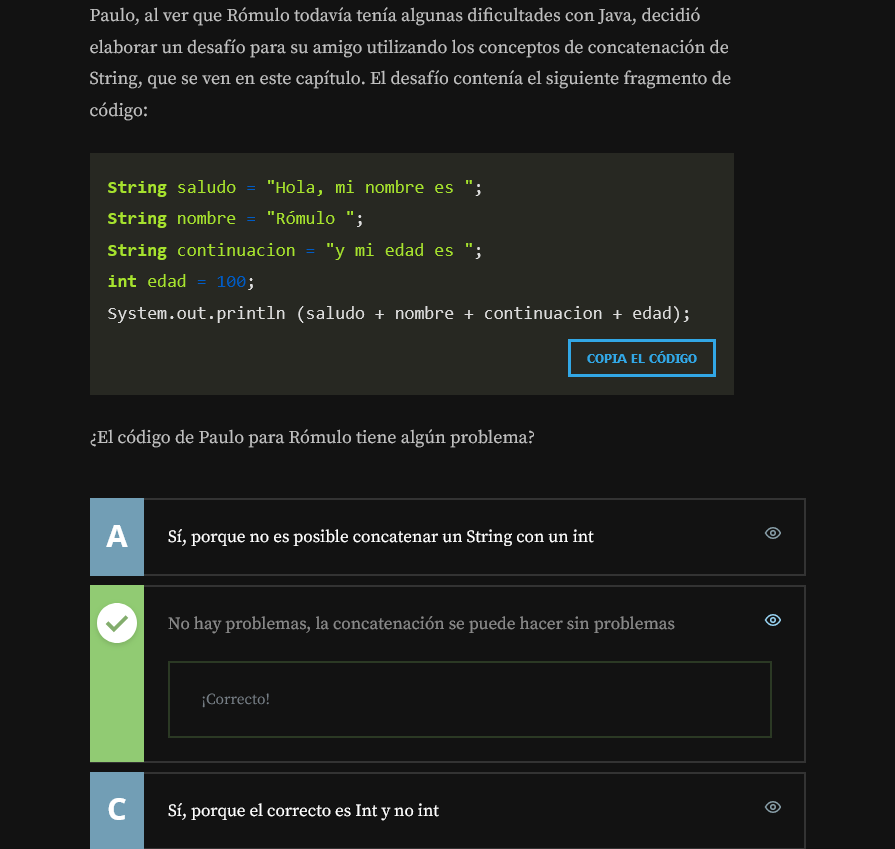 Paulo, al ver que Rómulo todavía tenía algunas dificultades con Java, decidió
elaborar un desafío para su amigo utilizando los conceptos de concatenación de
String, que se ven en este capítulo. El desafío contenía el siguiente fragmento de
código:
String saludo = "Hola, mi nombre es ";
String nombre = "Rómulo ";
String continuacion = "y mi edad es ";
int edad = 100;
System.out.println (saludo + nombre + continuacion + edad);
COPIA EL CÓDIGO
¿El código de Paulo para Rómulo tiene algún problema?
A Sí, porque no es posible concatenar un String con un int
No hay problemas, la concatenación se puede hacer sin problemas
¡Correcto!
C Sí, porque el correcto es Int y no int